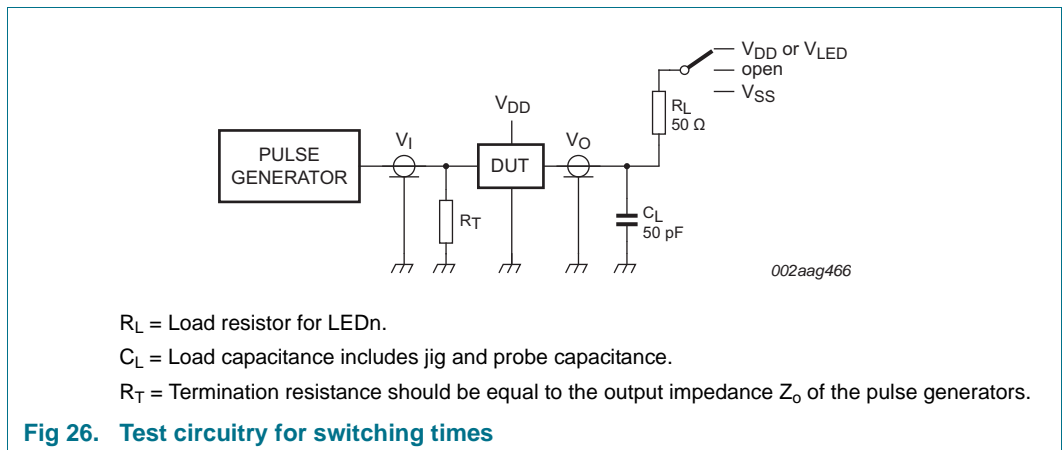 V_DD or V_LED
open
V_SS
R_L
50 Ω
V_DD
V_I
V_O
PULSE
GENERATOR
DUT
R_T
C_L
50 pF
002aag466
R_L = Load resistor for LEDn.
C_L = Load capacitance includes jig and probe capacitance.
R_T = Termination resistance should be equal to the output impedance Z_o of the pulse generators.
Fig 26. Test circuitry for switching times